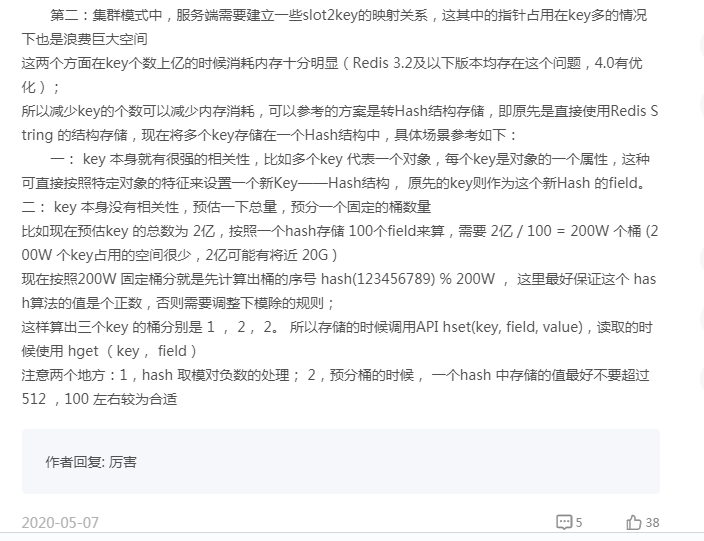 第二：集群模式中，服务端需要建立一些slot2key的映射关系，这其中的指针占用在key多的情况
下也是浪费巨大空间
这两个方面在key个数上亿的时候消耗内存十分明显（Redis 3.2及以下版本均存在这个问题，4.0有优
化）；
所以减少key的个数可以减少内存消耗，可以参考的方案是转Hash结构存储，即原先是直接使用Redis S
tring 的结构存储，现在将多个key存储在一个Hash结构中，具体场景参考如下：
一： key 本身就有很强的相关性，比如多个key 代表一个对象，每个key是对象的一个属性，这种
可直接按照特定对象的特征来设置一个新Key——Hash结构， 原先的key则作为这个新Hash 的field。
二： key 本身没有相关性，预估一下总量，预分一个固定的桶数量
比如现在预估key 的总数为 2亿，按照一个hash存储 100个field来算，需要 2亿 / 100 = 200W 个桶 (2
00W 个key占用的空间很少，2亿可能有将近 20G )
现在按照200W 固定桶分就是先计算出桶的序号 hash(123456789) % 200W ， 这里最好保证这个 has
h算法的值是个正数，否则需要调整下模除的规则；
这样算出三个key 的桶分别是 1 ， 2， 2。 所以存储的时候调用API hset(key, field, value)，读取的时
候使用 hget （ key， field ）
注意两个地方：1，hash 取模对负数的处理； 2，预分桶的时候， 一个hash 中存储的值最好不要超过
512 ，100 左右较为合适
作者回复: 厉害
2020-05-07 5 38